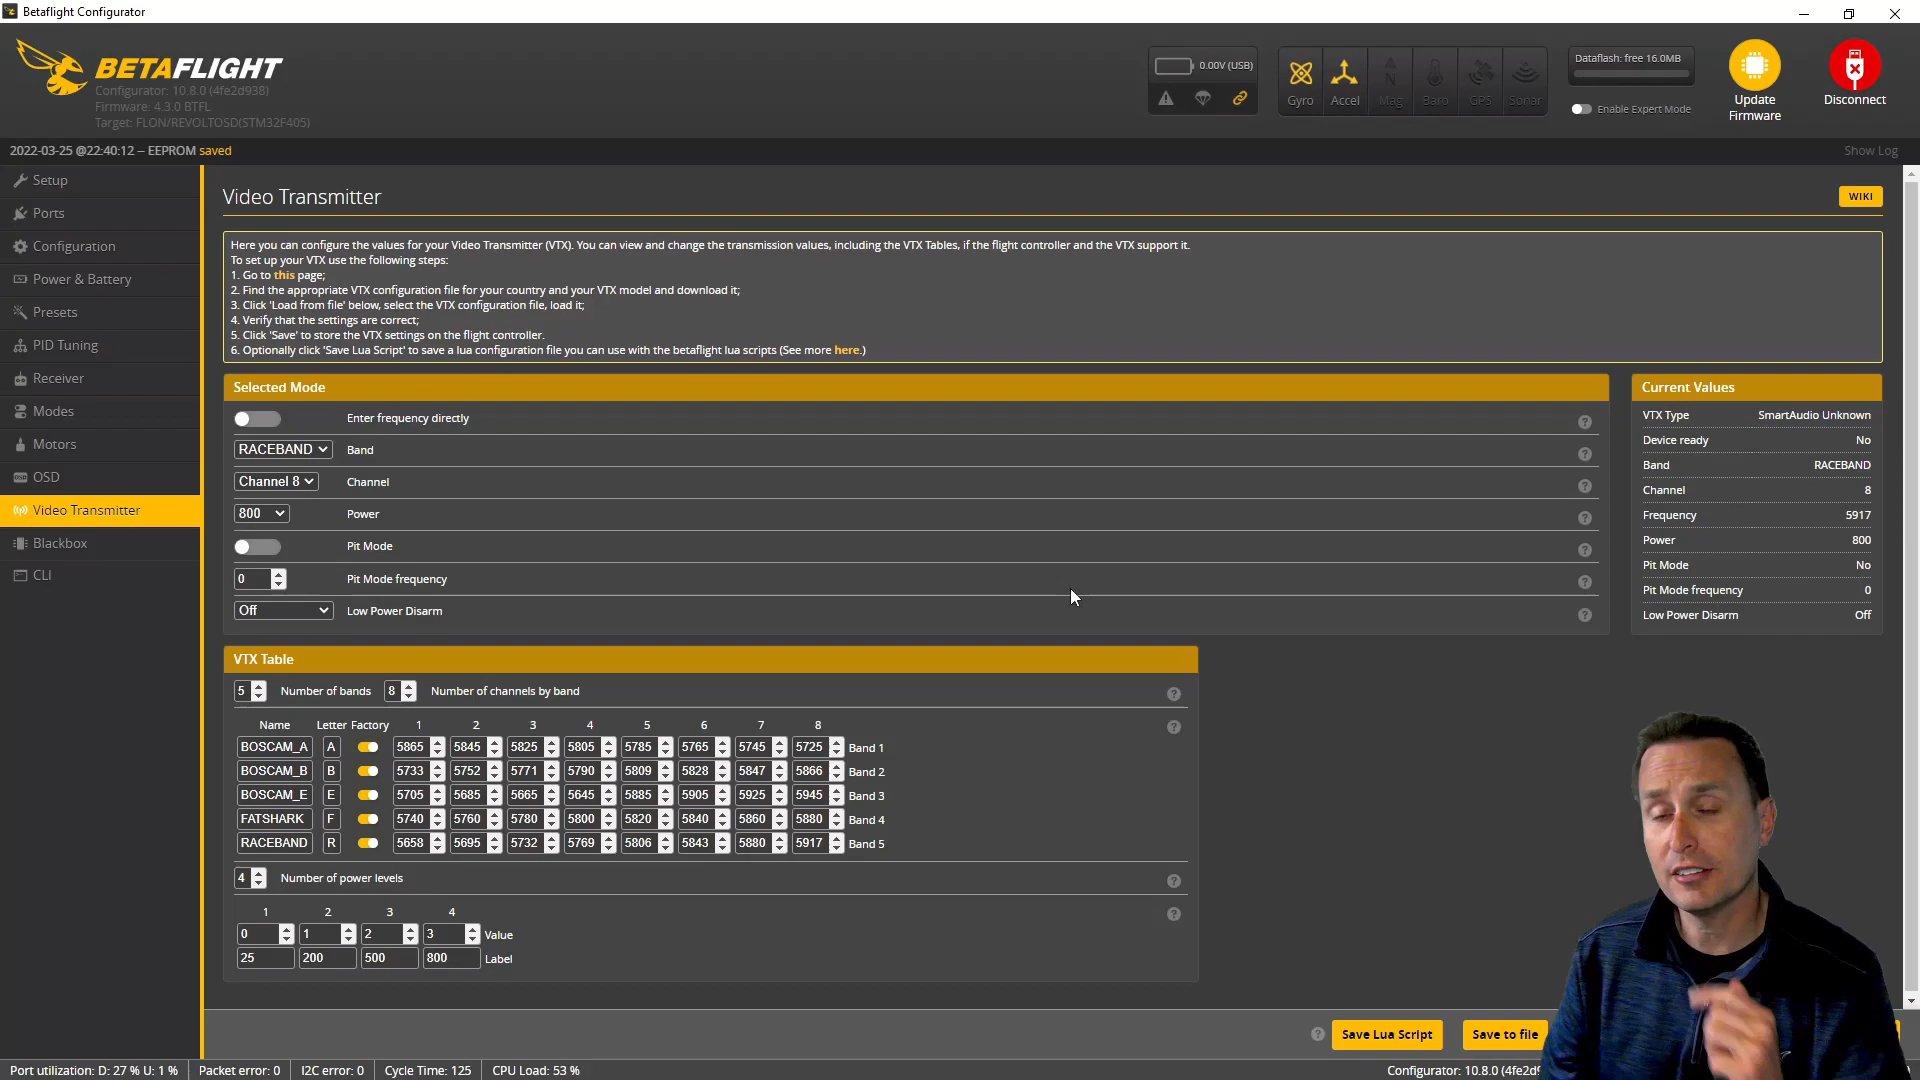 Betaflight Configurator
BETAFLIGHT
Configurator: 10.8.0 (4fe2d938)
Firmware: 4.3.0 BTFL
Target: FLON/REVOLTOSD(STM32F405)
0.00V (USB)
Gyro Accel Mag Baro GPS Sonar
Dataflash: free 16.0MB
Enable Expert Mode
Update
Firmware
Disconnect
2022-03-25 @22:40:12 -- EEPROM saved
Show Log
Setup
Ports
Configuration
Power & Battery
Presets
PID Tuning
Receiver
Modes
Motors
OSD
Video Transmitter
Blackbox
CLI
Video Transmitter
WIKI
Here you can configure the values for your Video Transmitter (VTX). You can view and change the transmission values, including the VTX Tables, if the flight controller and the VTX support it.
To set up your VTX use the following steps:
1. Go to this page;
2. Find the appropriate VTX configuration file for your country and your VTX model and download it;
3. Click 'Load from file' below, select the VTX configuration file, load it;
4. Verify that the settings are correct;
5. Click 'Save' to store the VTX settings on the flight controller.
6. Optionally click 'Save Lua Script' to save a lua configuration file you can use with the betaflight lua scripts (See more here.)
Selected Mode
Enter frequency directly
RACEBAND Band
Channel 8 Channel
800 Power
Pit Mode
0 Pit Mode frequency
Off Low Power Disarm
Current Values
VTX Type SmartAudio Unknown
Device ready No
Band RACEBAND
Channel 8
Frequency 5917
Power 800
Pit Mode No
Pit Mode frequency 0
Low Power Disarm Off
VTX Table
5 Number of bands 8 Number of channels by band
Name Letter Factory 1 2 3 4 5 6 7 8
BOSCAM_A A 5865 5845 5825 5805 5785 5765 5745 5725 Band 1
BOSCAM_B B 5733 5752 5771 5790 5809 5828 5847 5866 Band 2
BOSCAM_E E 5705 5685 5665 5645 5885 5905 5925 5945 Band 3
FATSHARK F 5740 5760 5780 5800 5820 5840 5860 5880 Band 4
RACEBAND R 5658 5695 5732 5769 5806 5843 5880 5917 Band 5
4 Number of power levels
1 2 3 4
0 1 2 3 Value
25 200 500 800 Label
Save Lua Script
Save to file
Port utilization: D: 27 % U: 1 %
Packet error: 0
I2C error: 0
Cycle Time: 125
CPU Load: 53 %
Configurator: 10.8.0 (4fe2d9